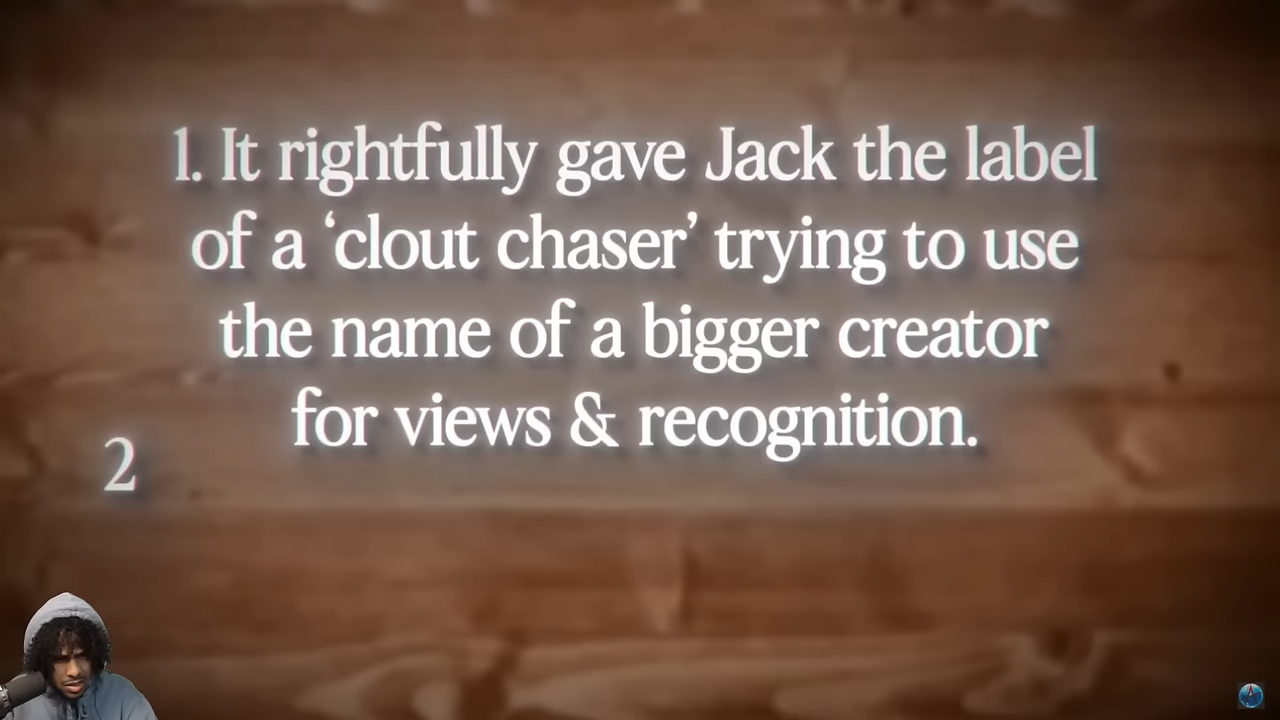 1. It rightfully gave Jack the label
of a ‘clout chaser’ trying to use
the name of a bigger creator
for views & recognition.
2